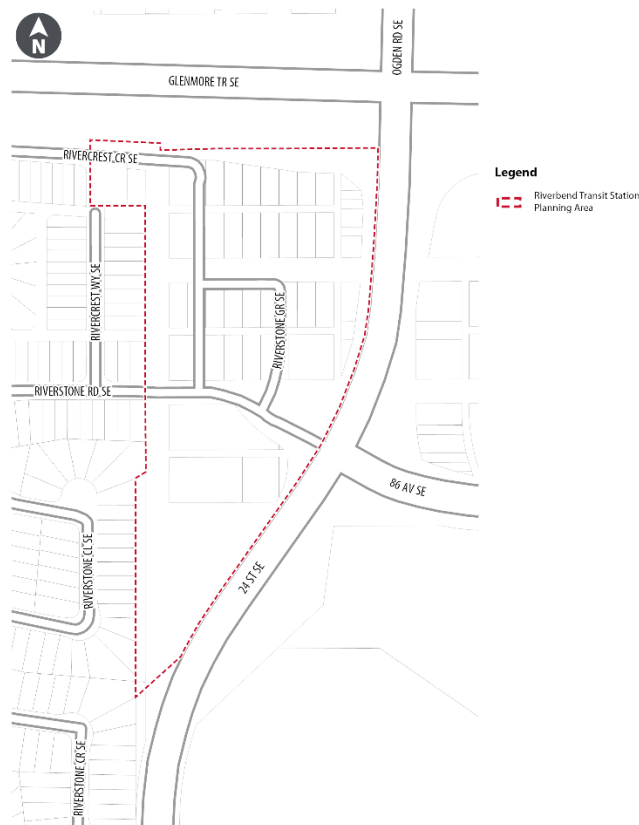 N
OGDEN RD SE
GLENMORE TR SE
RIVERCREST CR SE
Legend
Riverbend Transit Station
Planning Area
RIVERCREST WY SE
RIVERSTONE GR SE
RIVERSTONE RD SE
86 AV SE
RIVERSTONE CL SE
24 ST SE
RIVERSTONE CR SE